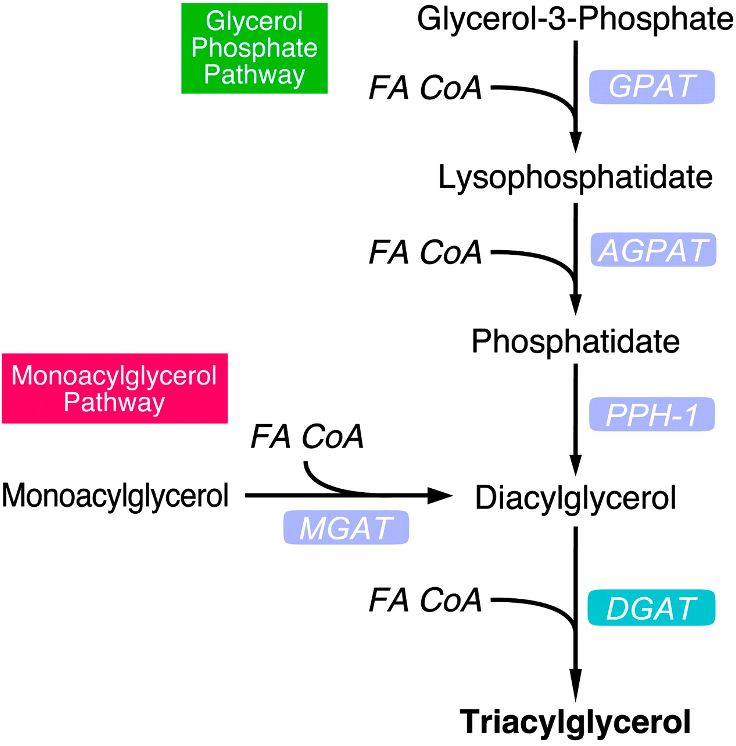 Glycerol
Phosphate
Pathway
Glycerol-3-Phosphate
FA CoA
GPAT
Lysophosphatidate
FA CoA
AGPAT
Phosphatidate
Monoacylglycerol
Pathway
PPH-1
FA CoA
Monoacylglycerol
Diacylglycerol
MGAT
FA CoA
DGAT
Triacylglycerol